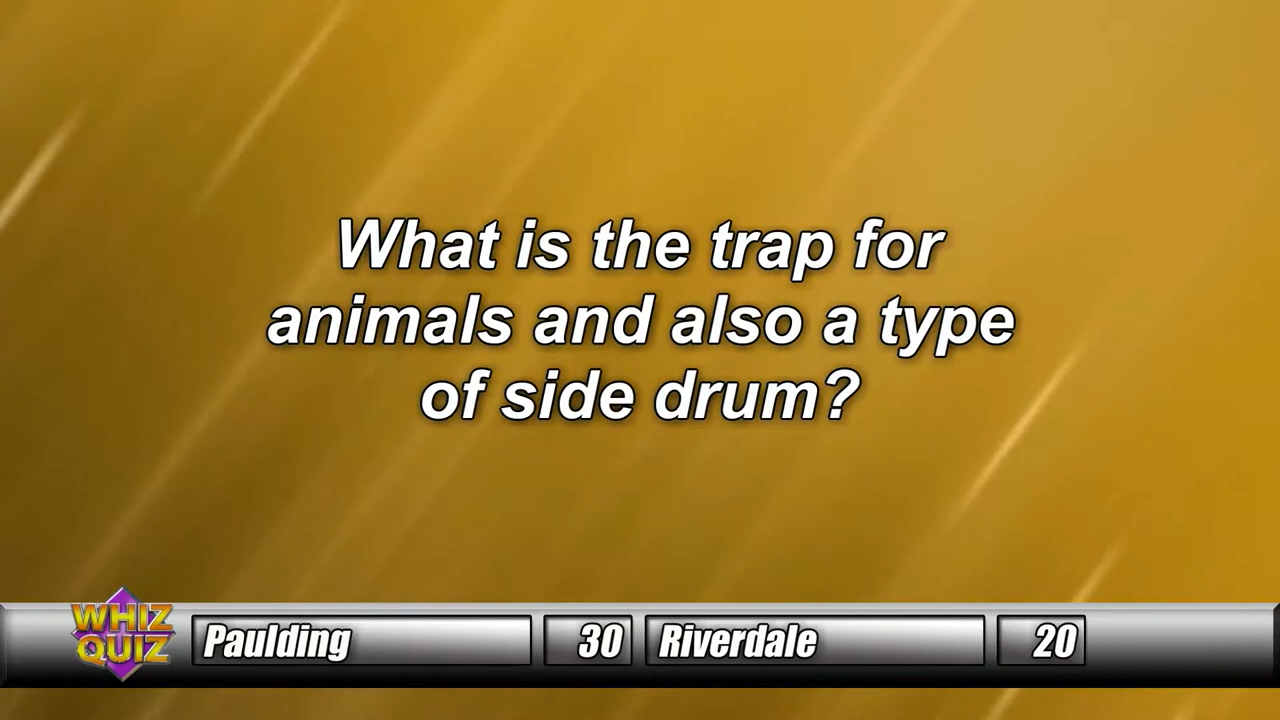 What is the trap for
animals and also a type
of side drum?
WHIZ
QUIZ
Paulding 30 Riverdale 20